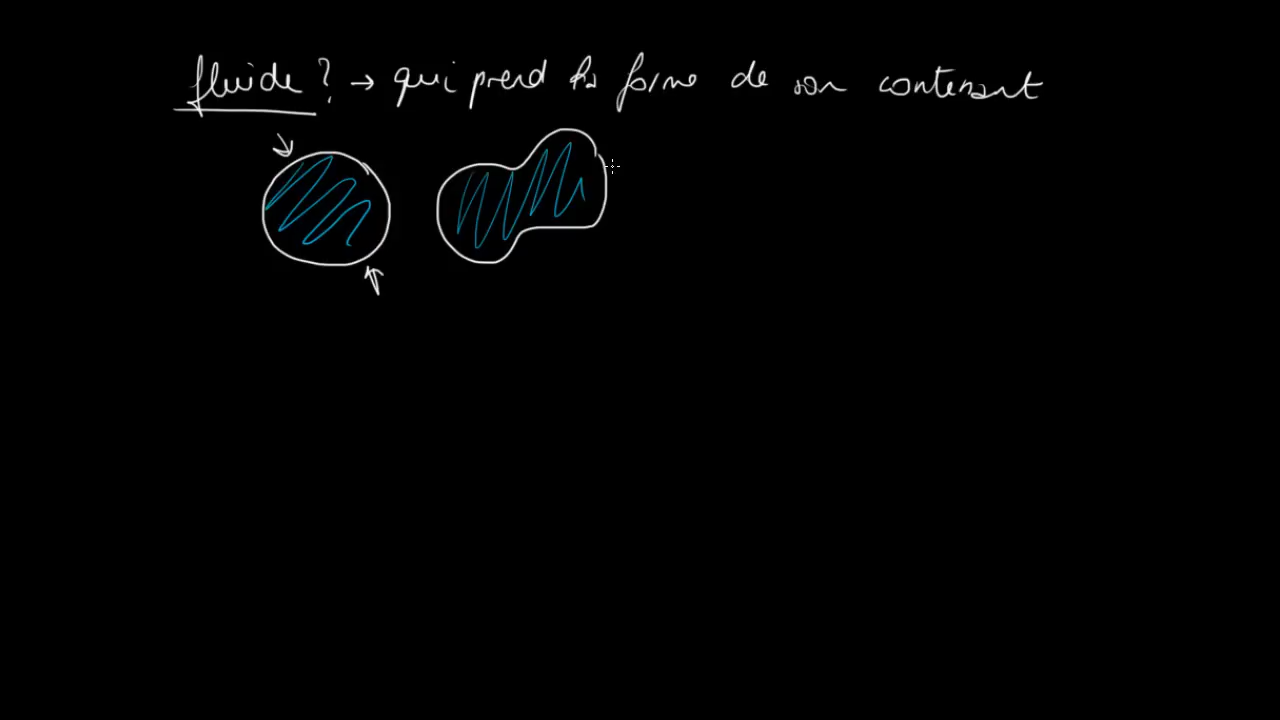 fluide ? → qui prend la forme de son contenant